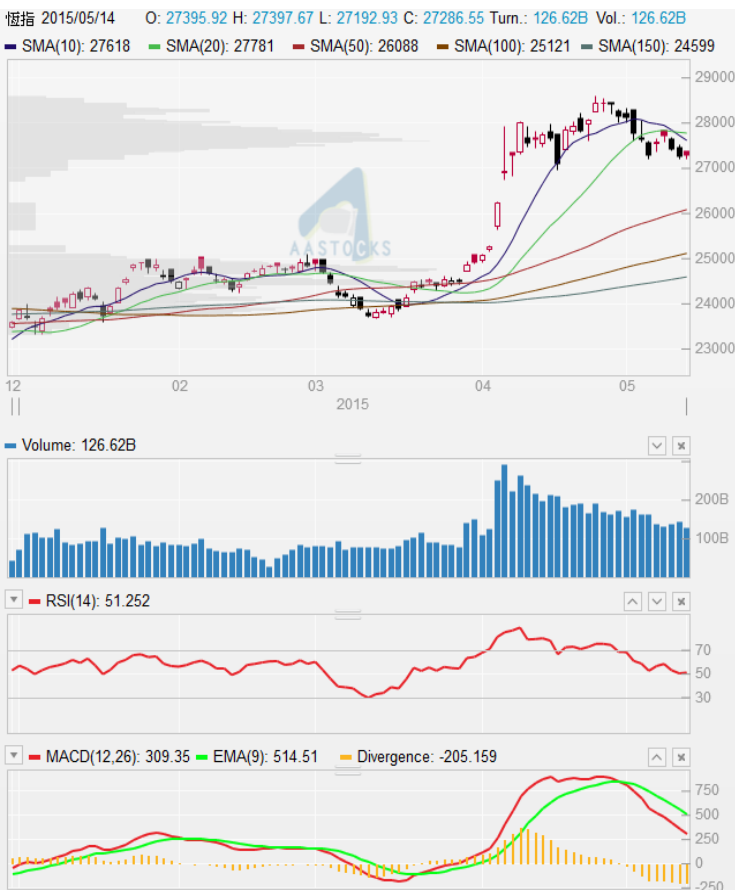 恆指 2015/05/14 O: 27395.92 H: 27397.67 L: 27192.93 C: 27286.55 Turn.: 126.62B Vol.: 126.62B
SMA(10): 27618 SMA(20): 27781 SMA(50): 26088 SMA(100): 25121 SMA(150): 24599
29000
28000
27000
26000
AASTOCKS
25000
24000
23000
12 02 03 04 05
2015
Volume: 126.62B
200B
100B
RSI(14): 51.252
70
50
30
MACD(12,26): 309.35 EMA(9): 514.51 Divergence: -205.159
750
500
250
0
-250